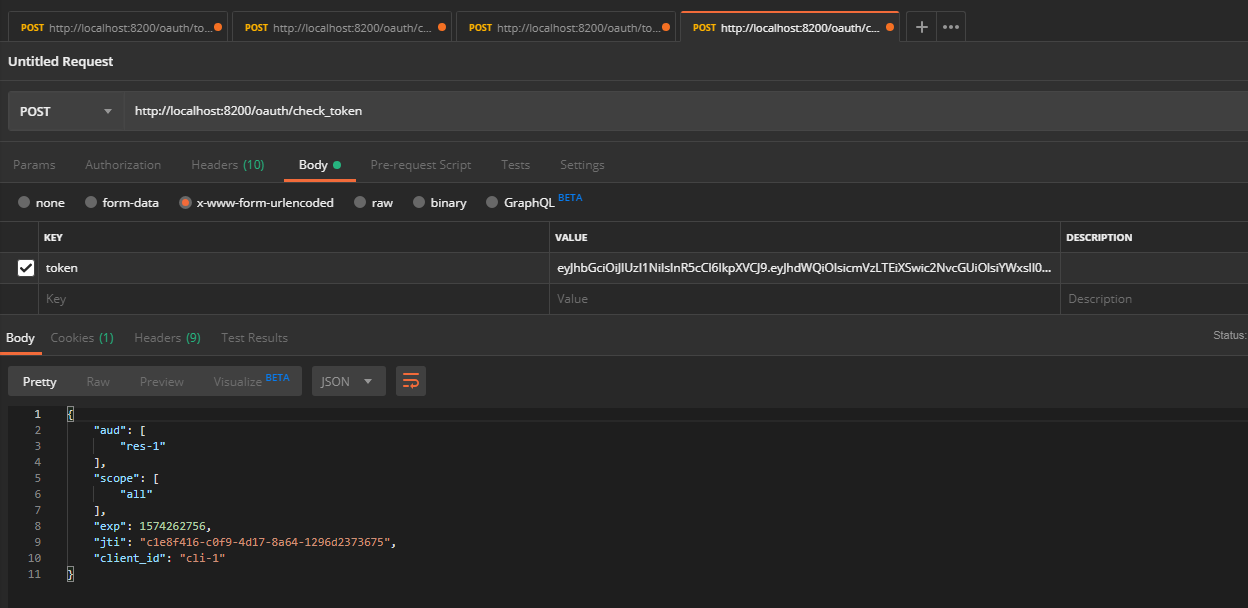 POST http://localhost:8200/oauth/to... POST http://localhost:8200/oauth/c... POST http://localhost:8200/oauth/to... POST http://localhost:8200/oauth/c... + •••
Untitled Request
POST http://localhost:8200/oauth/check_token
Params Authorization Headers (10) Body Pre-request Script Tests Settings
none form-data x-www-form-urlencoded raw binary GraphQL BETA
KEY VALUE DESCRIPTION
token eyJhbGciOiJIUzI1NiIsInR5cCI6IkpXVCJ9.eyJhdWQiOlsicmVzLTEiXSwic2NvcGUiOlsiYWxsIl0...
Key Value Description
Body Cookies (1) Headers (9) Test Results Status:
Pretty Raw Preview Visualize BETA JSON
1 {
2 "aud": [
3 "res-1"
4 ],
5 "scope": [
6 "all"
7 ],
8 "exp": 1574262756,
9 "jti": "c1e8f416-c0f9-4d17-8a64-1296d2373675",
10 "client_id": "cli-1"
11 }